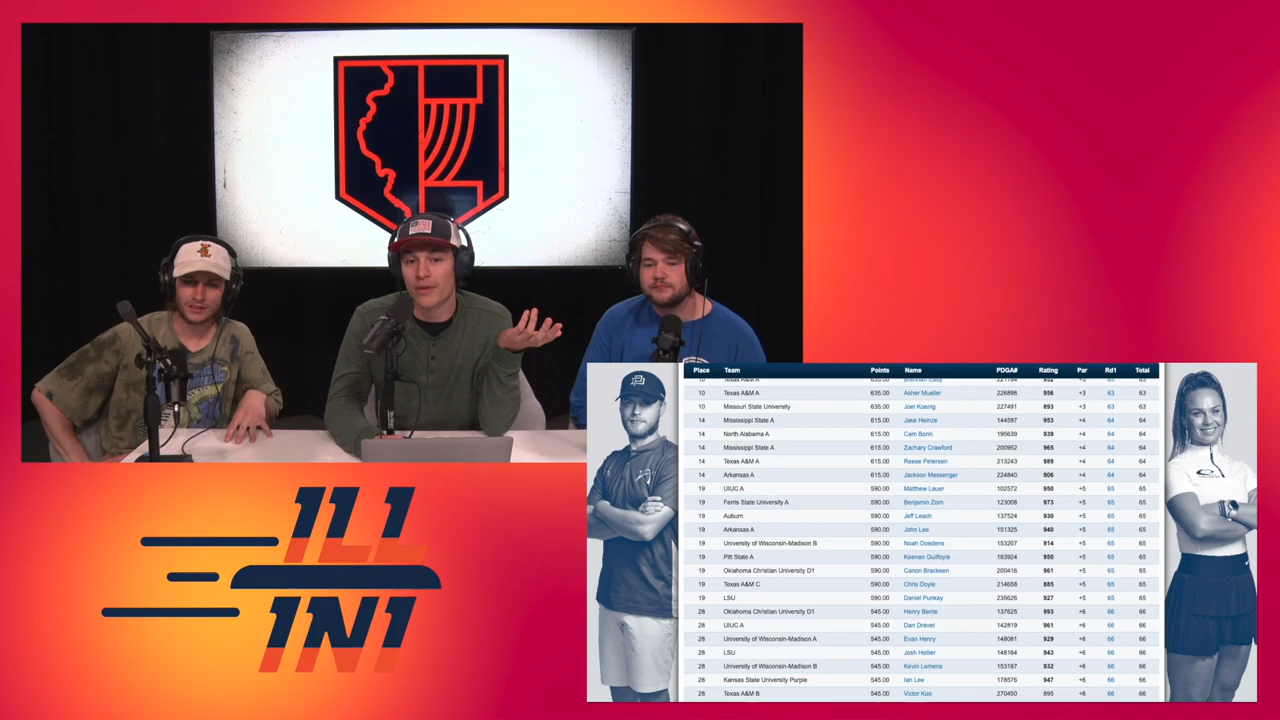 ILL
INI
Place Team Points Name PDGA# Rating Par Rd1 Total
10 Texas A&M A 635.00 Brennan Eddy 221784 952 +3 63 63
10 Texas A&M A 635.00 Asher Mueller 226898 956 +3 63 63
10 Missouri State University 635.00 Joel Koenig 227491 893 +3 63 63
14 Mississippi State A 615.00 Jake Heinze 144597 953 +4 64 64
14 North Alabama A 615.00 Cam Bonn 195639 939 +4 64 64
14 Mississippi State A 615.00 Zachary Crawford 200952 965 +4 64 64
14 Texas A&M A 615.00 Reese Petersen 213243 989 +4 64 64
14 Arkansas A 615.00 Jackson Messenger 224840 906 +4 64 64
19 UIUC A 590.00 Matthew Lauer 102572 950 +5 65 65
19 Ferris State University A 590.00 Benjamin Zorn 123008 973 +5 65 65
19 Auburn 590.00 Jeff Leach 137524 930 +5 65 65
19 Arkansas A 590.00 John Lee 151325 940 +5 65 65
19 University of Wisconsin-Madison B 590.00 Noah Doedens 153207 914 +5 65 65
19 Pitt State A 590.00 Keenan Guilfoyle 183924 950 +5 65 65
19 Oklahoma Christian University D1 590.00 Canon Brackeen 200416 961 +5 65 65
19 Texas A&M C 590.00 Chris Doyle 214658 885 +5 65 65
19 LSU 590.00 Daniel Punkay 235626 927 +5 65 65
28 Oklahoma Christian University D1 545.00 Henry Bente 137625 993 +6 66 66
28 UIUC A 545.00 Dan Dravet 142819 961 +6 66 66
28 University of Wisconsin-Madison A 545.00 Evan Henry 148081 929 +6 66 66
28 LSU 545.00 Josh Hollier 148164 943 +6 66 66
28 University of Wisconsin-Madison B 545.00 Kevin Lemens 153187 932 +6 66 66
28 Kansas State University Purple 545.00 Ian Lee 178576 947 +6 66 66
28 Texas A&M B 545.00 Victor Koo 270450 895 +6 66 66